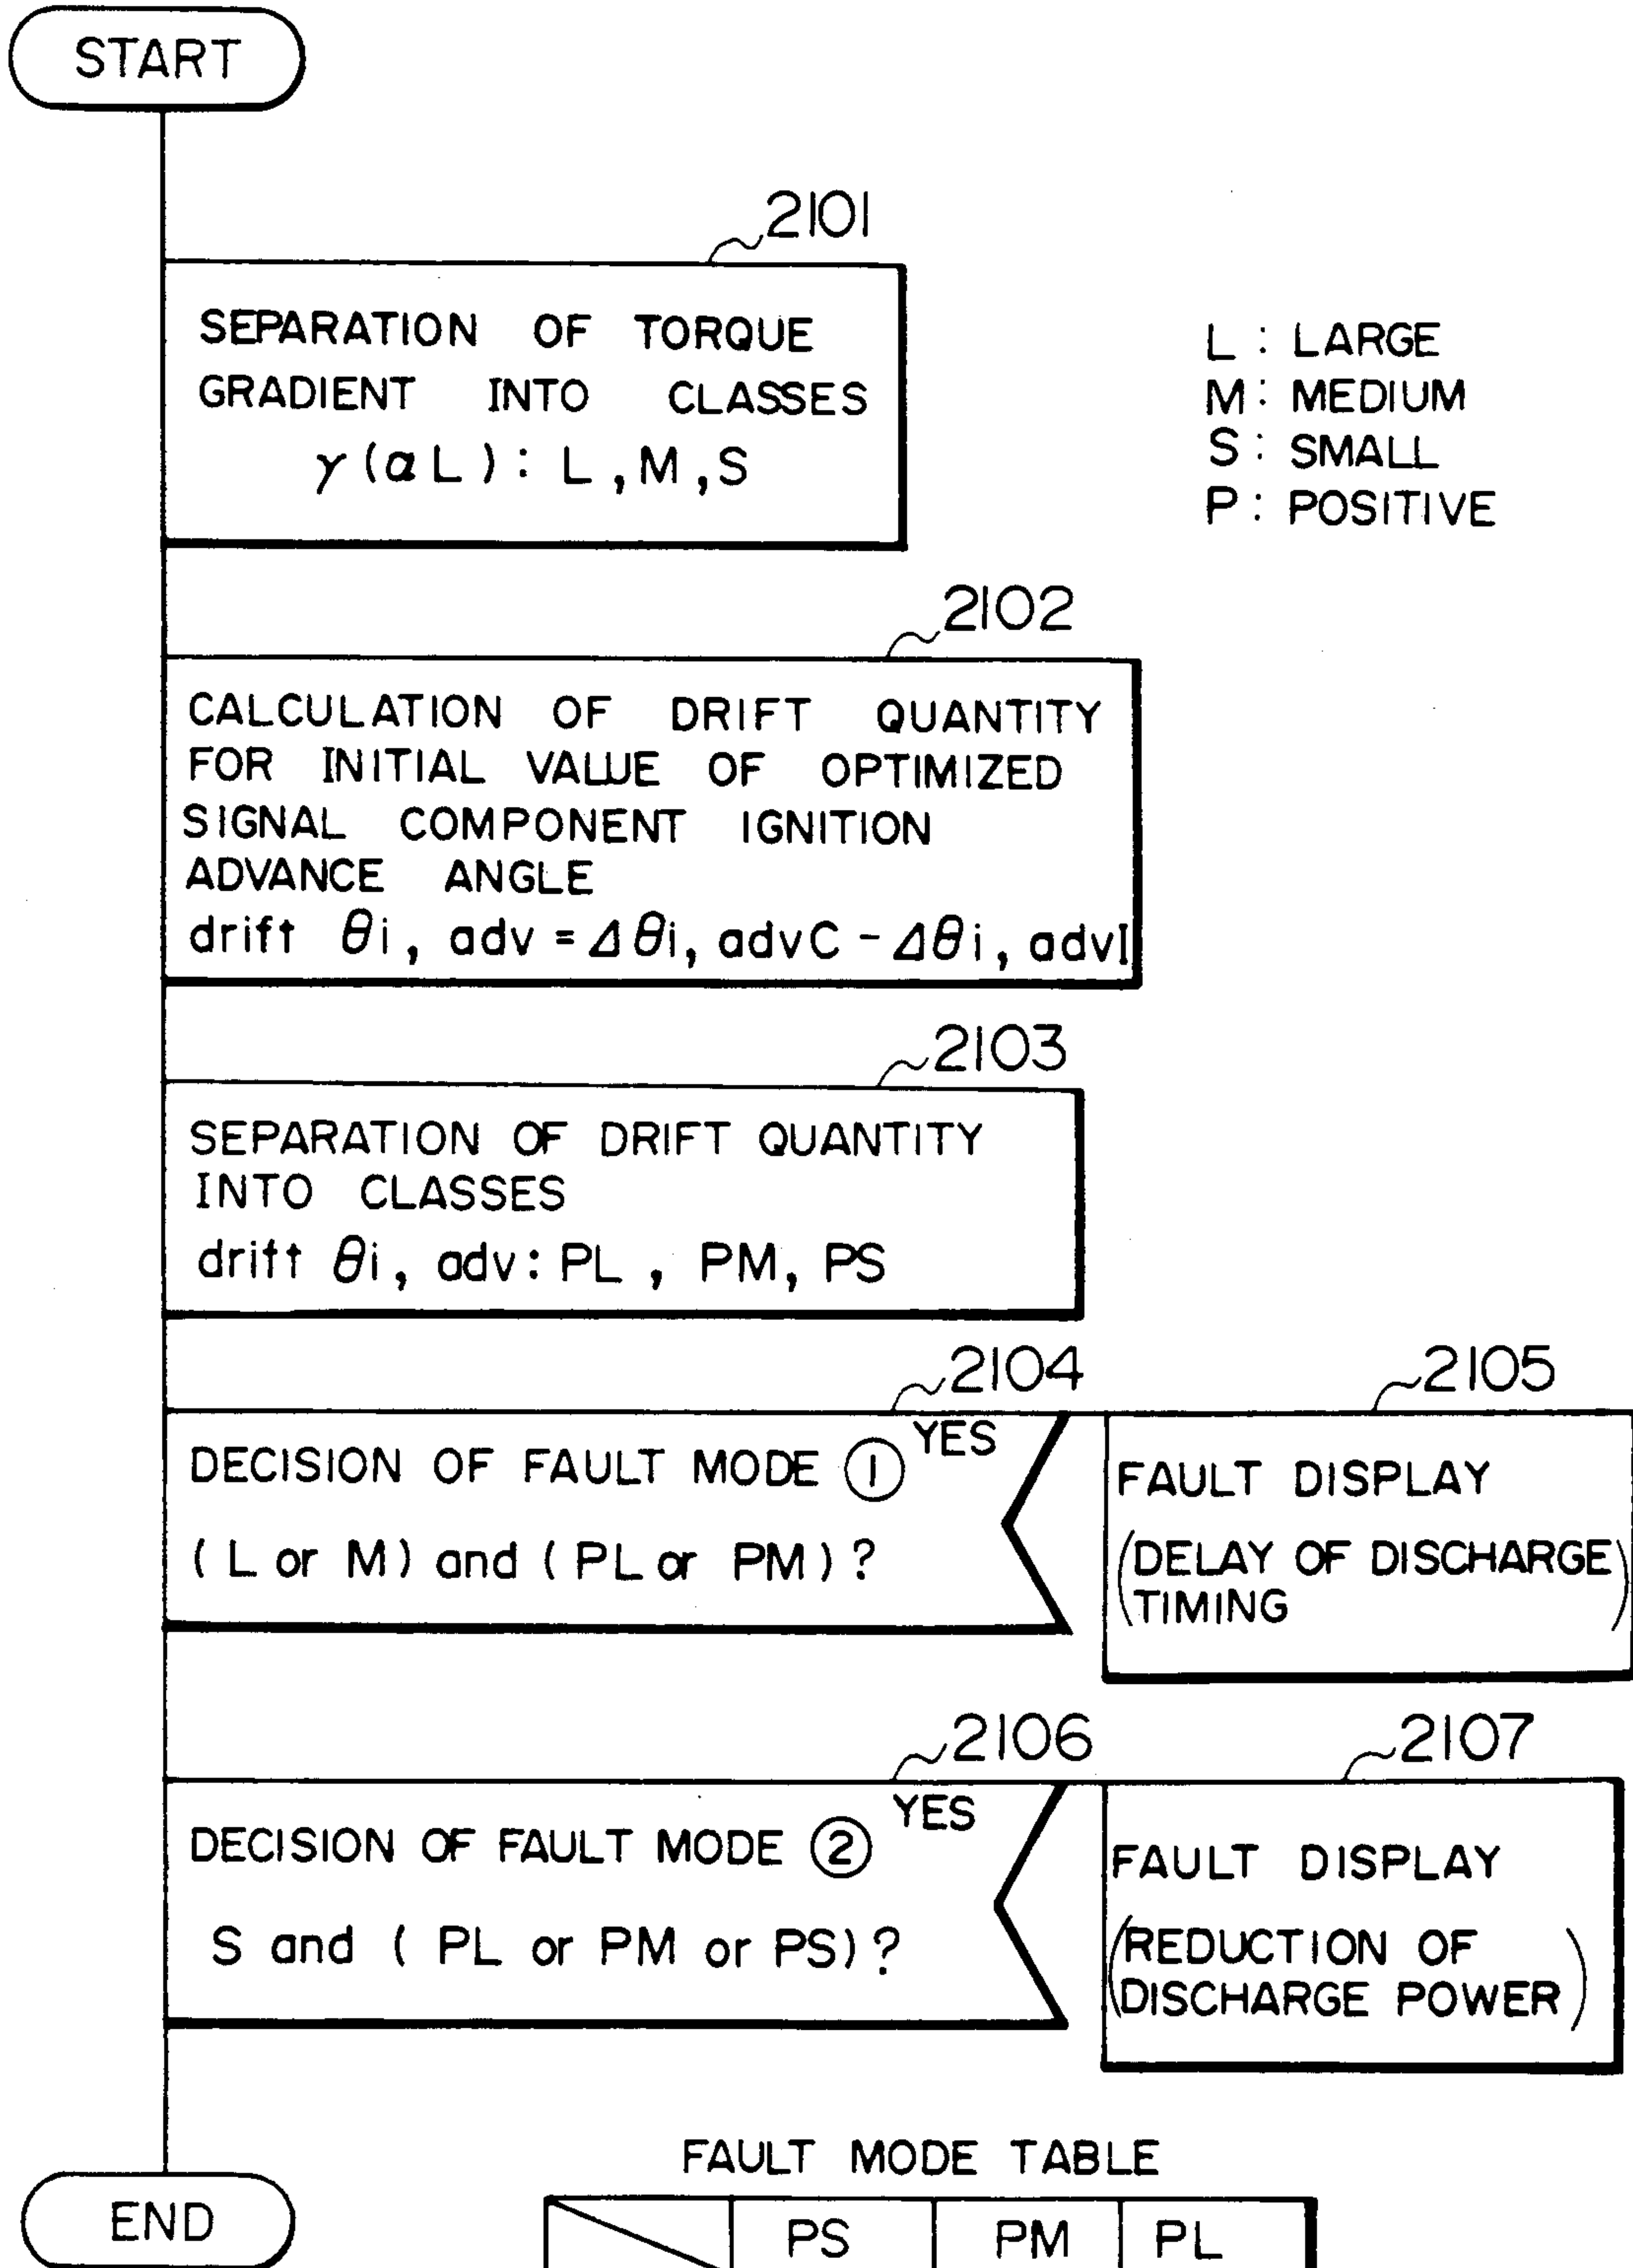 START
2101
SEPARATION OF TORQUE
GRADIENT INTO CLASSES
γ(αL): L, M, S
L : LARGE
M : MEDIUM
S : SMALL
P : POSITIVE
2102
CALCULATION OF DRIFT QUANTITY
FOR INITIAL VALUE OF OPTIMIZED
SIGNAL COMPONENT IGNITION
ADVANCE ANGLE
drift θi, adv = Δθi, advC - Δθi, advI
2103
SEPARATION OF DRIFT QUANTITY
INTO CLASSES
drift θi, adv: PL, PM, PS
2104
YES
DECISION OF FAULT MODE ①
(L or M) and (PL or PM)?
2105
FAULT DISPLAY
(DELAY OF DISCHARGE
TIMING)
2106
YES
DECISION OF FAULT MODE ②
S and (PL or PM or PS)?
2107
FAULT DISPLAY
(REDUCTION OF
DISCHARGE POWER)
END
FAULT MODE TABLE
PS PM PL